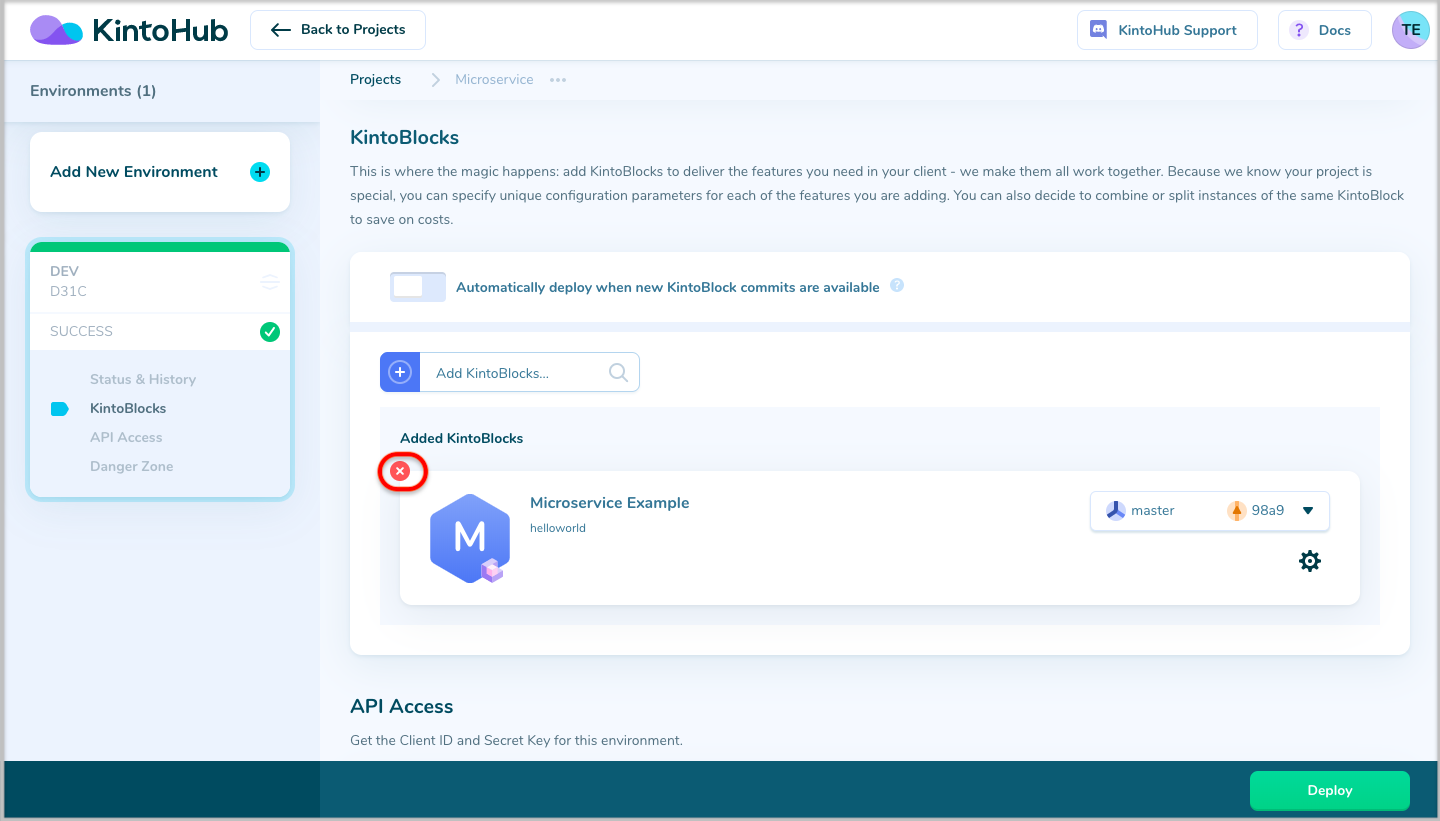 KintoHub
Back to Projects
KintoHub Support
? Docs
TE
Environments (1)
Projects
Microservice
Add New Environment
DEV
D31C
SUCCESS
Status & History
KintoBlocks
API Access
Danger Zone
KintoBlocks
This is where the magic happens: add KintoBlocks to deliver the features you need in your client - we make them all work together. Because we know your project is
special, you can specify unique configuration parameters for each of the features you are adding. You can also decide to combine or split instances of the same KintoBlock
to save on costs.
Automatically deploy when new KintoBlock commits are available ?
Add KintoBlocks...
Added KintoBlocks
M
Microservice Example
helloworld
master
98a9
API Access
Get the Client ID and Secret Key for this environment.
Deploy